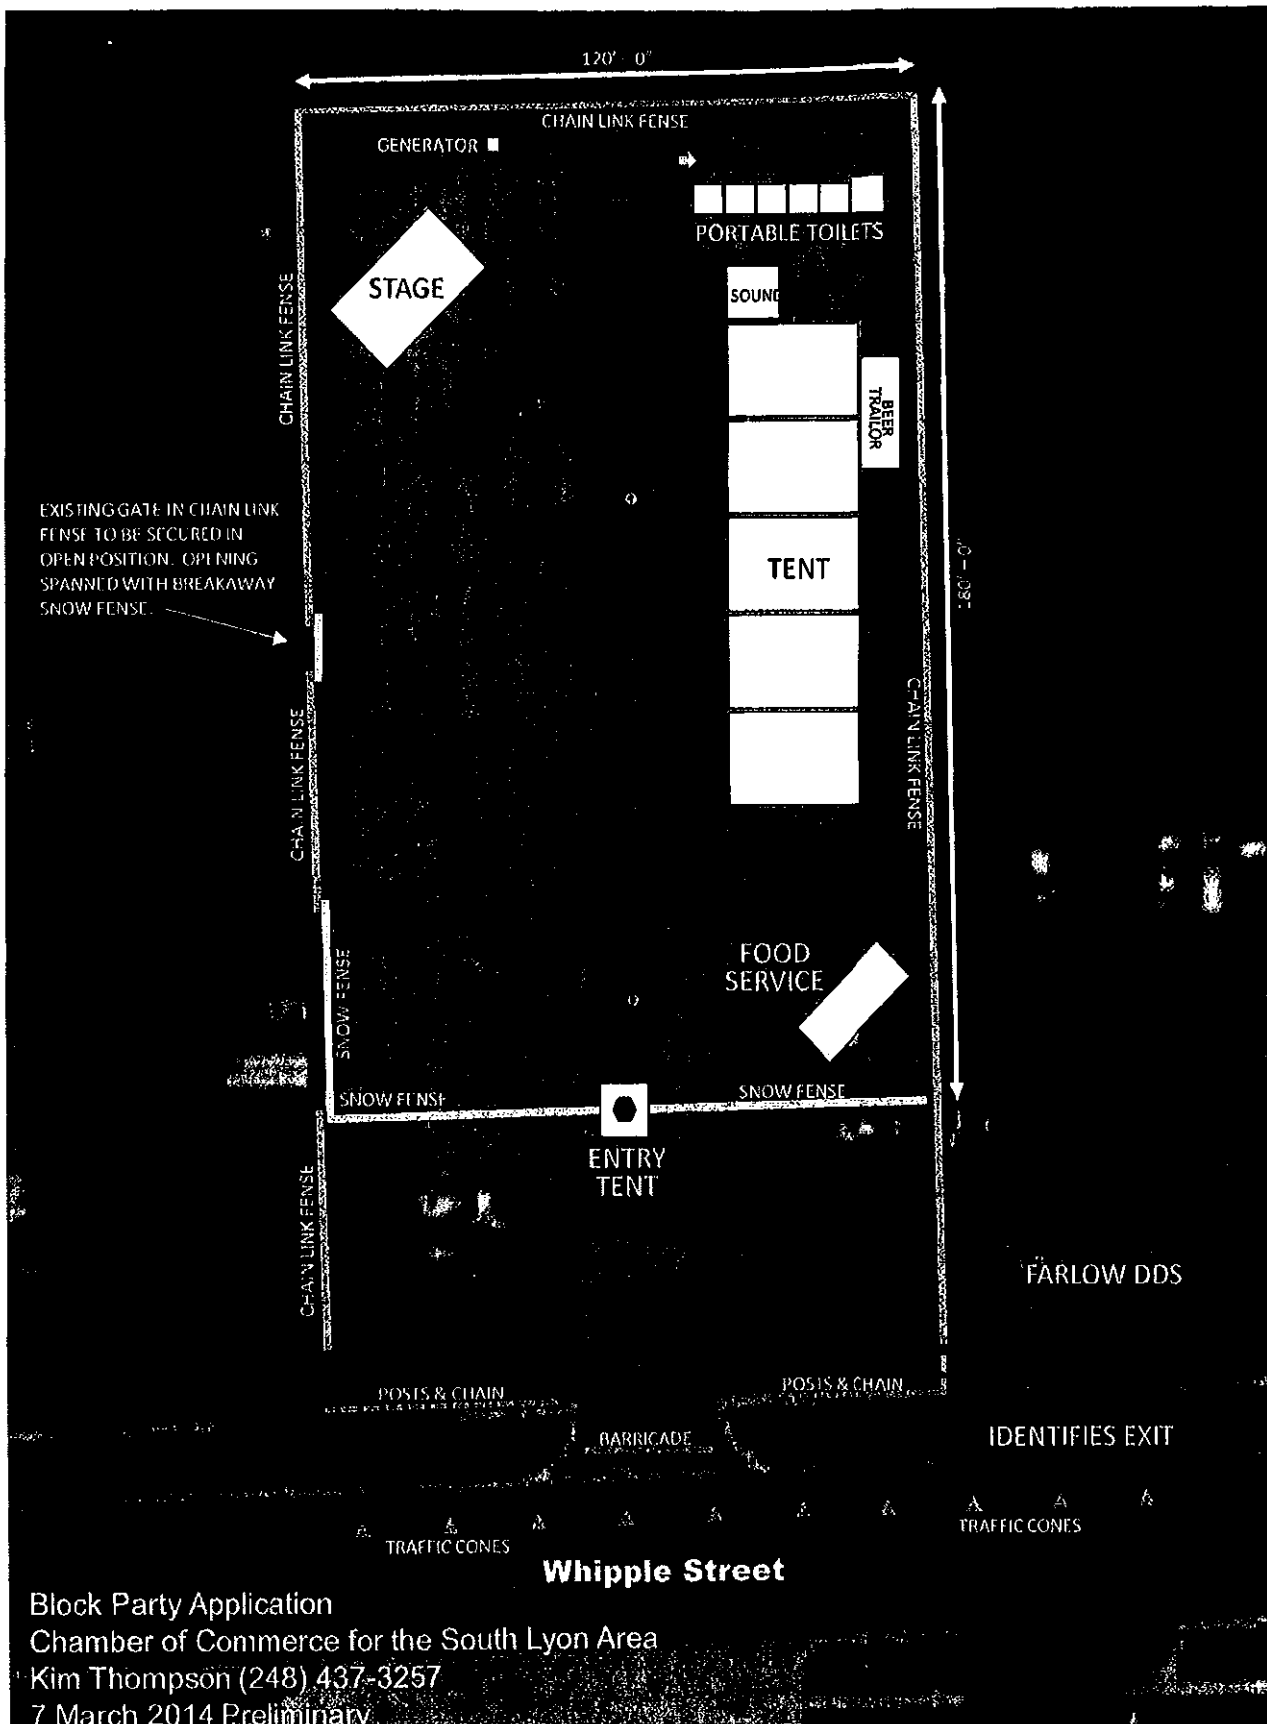 120' - 0"
CHAIN LINK FENSE
GENERATOR
PORTABLE TOILETS
STAGE
SOUND
CHAIN LINK FENSE
BEER
TRAILOR
EXISTING GATE IN CHAIN LINK
FENSE TO BE SECURED IN
OPEN POSITION. OPENING
SPANNED WITH BREAKAWAY
SNOW FENSE.
TENT
180' - 0"
CHAIN LINK FENSE
CHAIN LINK FENSE
FOOD
SERVICE
SNOW FENSE
SNOW FENSE
SNOW FENSE
ENTRY
TENT
CHAIN LINK FENSE
FARLOW DDS
POSTS & CHAIN
POSTS & CHAIN
BARRICADE
IDENTIFIES EXIT
TRAFFIC CONES
TRAFFIC CONES
Whipple Street
Block Party Application
Chamber of Commerce for the South Lyon Area
Kim Thompson (248) 437-3257
7 March 2014 Preliminary